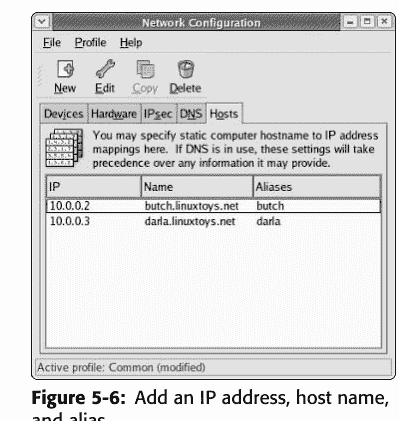 Network Configuration
File Profile Help
New Edit Copy Delete
Devices Hardware IPsec DNS Hosts
You may specify static computer hostname to IP address
mappings here. If DNS is in use, these settings will take
precedence over any information it may provide.
IP Name Aliases
10.0.0.2 butch.linuxtoys.net butch
10.0.0.3 darla.linuxtoys.net darla
Active profile: Common (modified)
Figure 5-6: Add an IP address, host name,
and alias